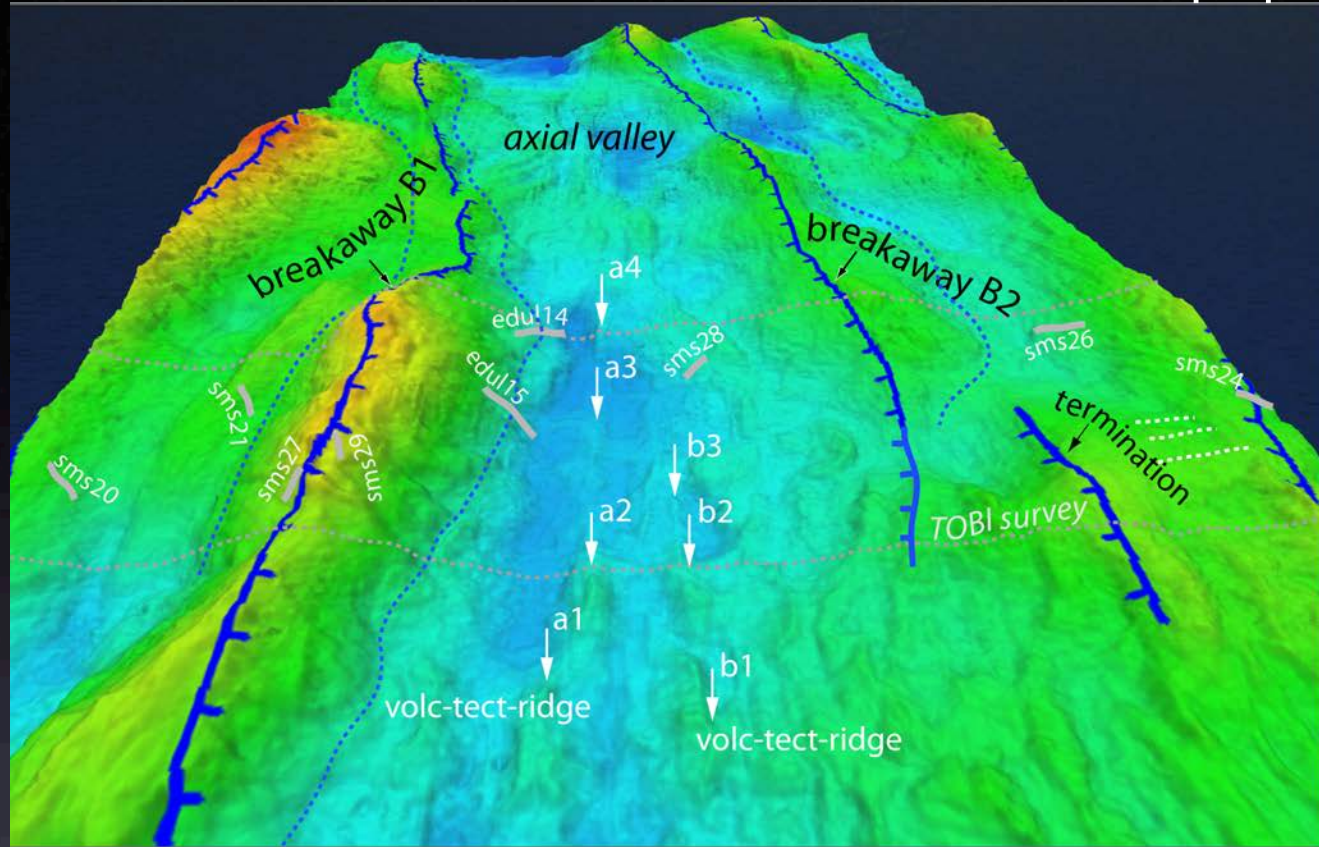 axial valley
breakaway B1
breakaway B2
a4
edul14
sms28
sms26
a3
sms24
edul15
sms21
termination
b3
sms27
sms29
sms20
a2
b2
TOBI survey
a1
b1
volc-tect-ridge
volc-tect-ridge